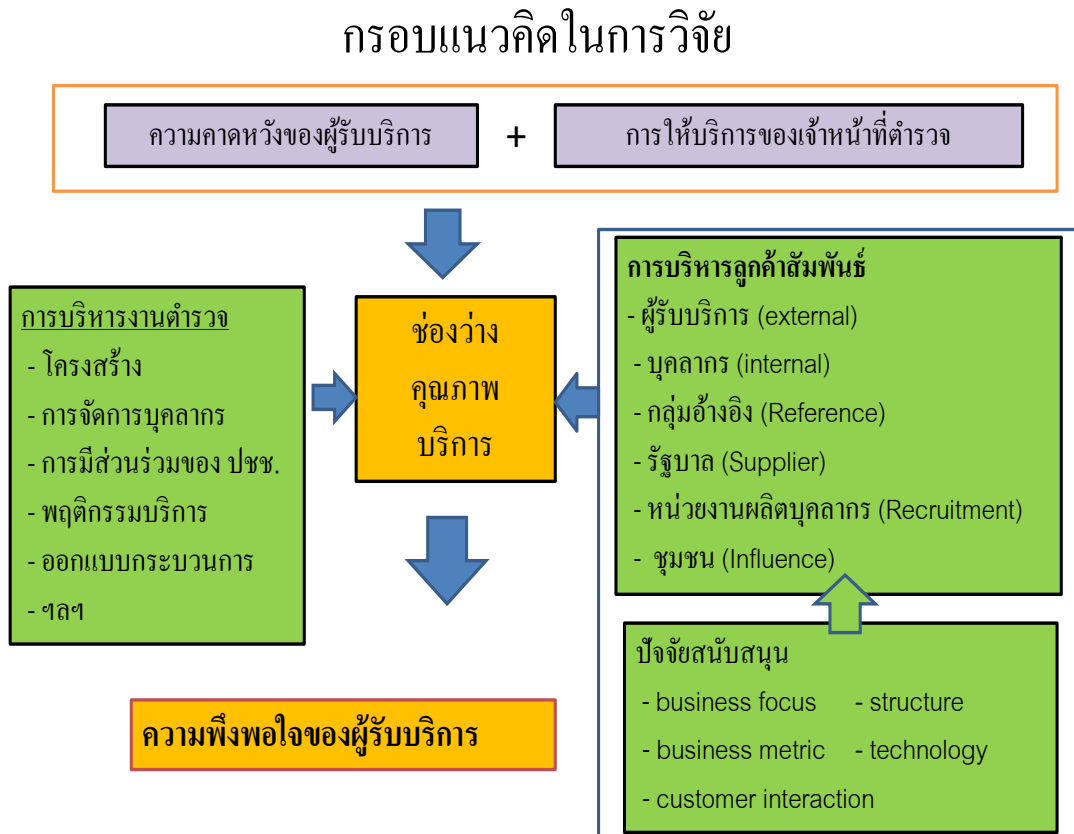 กรอบแนวคิดในการวิจัย
ความคาดหวังของผู้รับบริการ + การให้บริการของเจ้าหน้าที่ตำรวจ
การบริหารงานตำรวจ
- โครงสร้าง
- การจัดการบุคลากร
- การมีส่วนร่วมของ ปชช.
- พฤติกรรมบริการ
- ออกแบบกระบวนการ
- ฯลฯ
ช่องว่าง
คุณภาพ
บริการ
การบริหารลูกค้าสัมพันธ์
- ผู้รับบริการ (external)
- บุคลากร (internal)
- กลุ่มอ้างอิง (Reference)
- รัฐบาล (Supplier)
- หน่วยงานผลิตบุคลากร (Recruitment)
- ชุมชน (Influence)
ปัจจัยสนับสนุน
- business focus - structure
- business metric - technology
- customer interaction
ความพึงพอใจของผู้รับบริการ